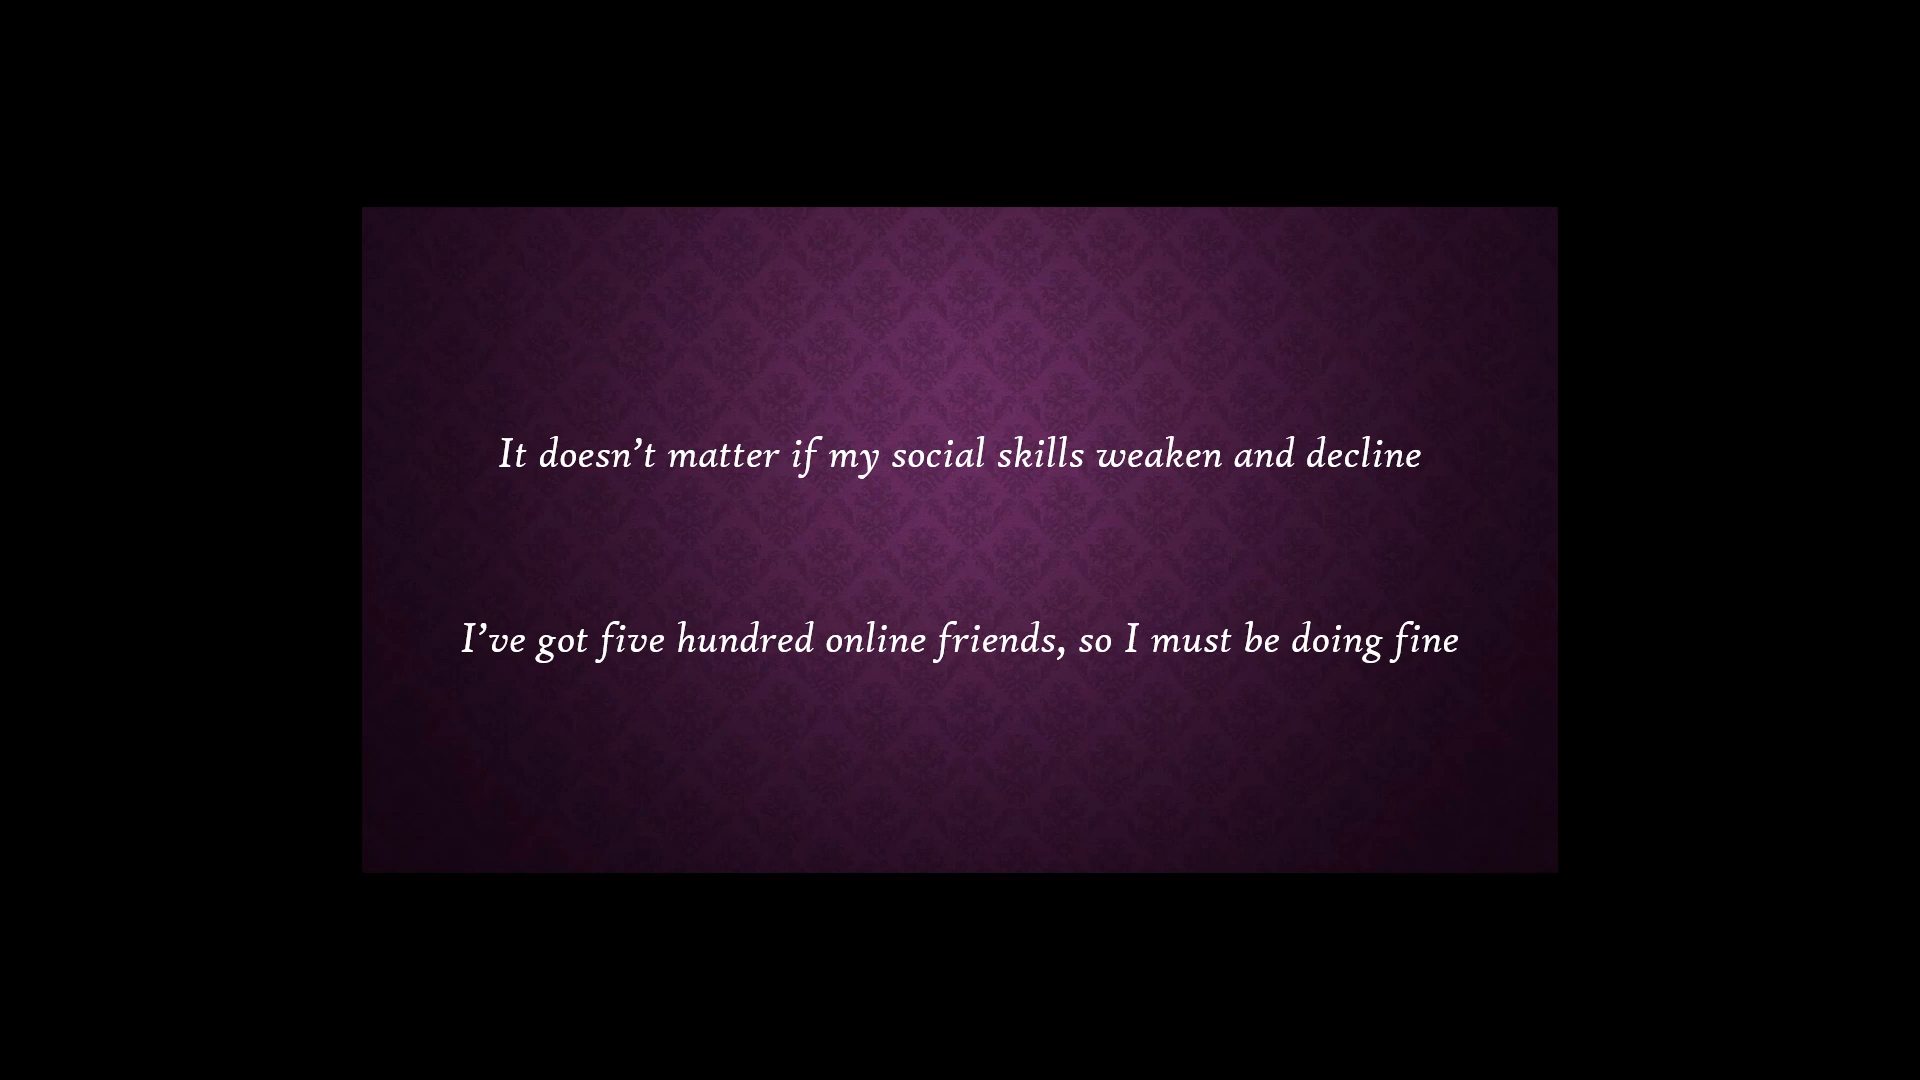 It doesn’t matter if my social skills weaken and decline
I’ve got five hundred online friends, so I must be doing fine